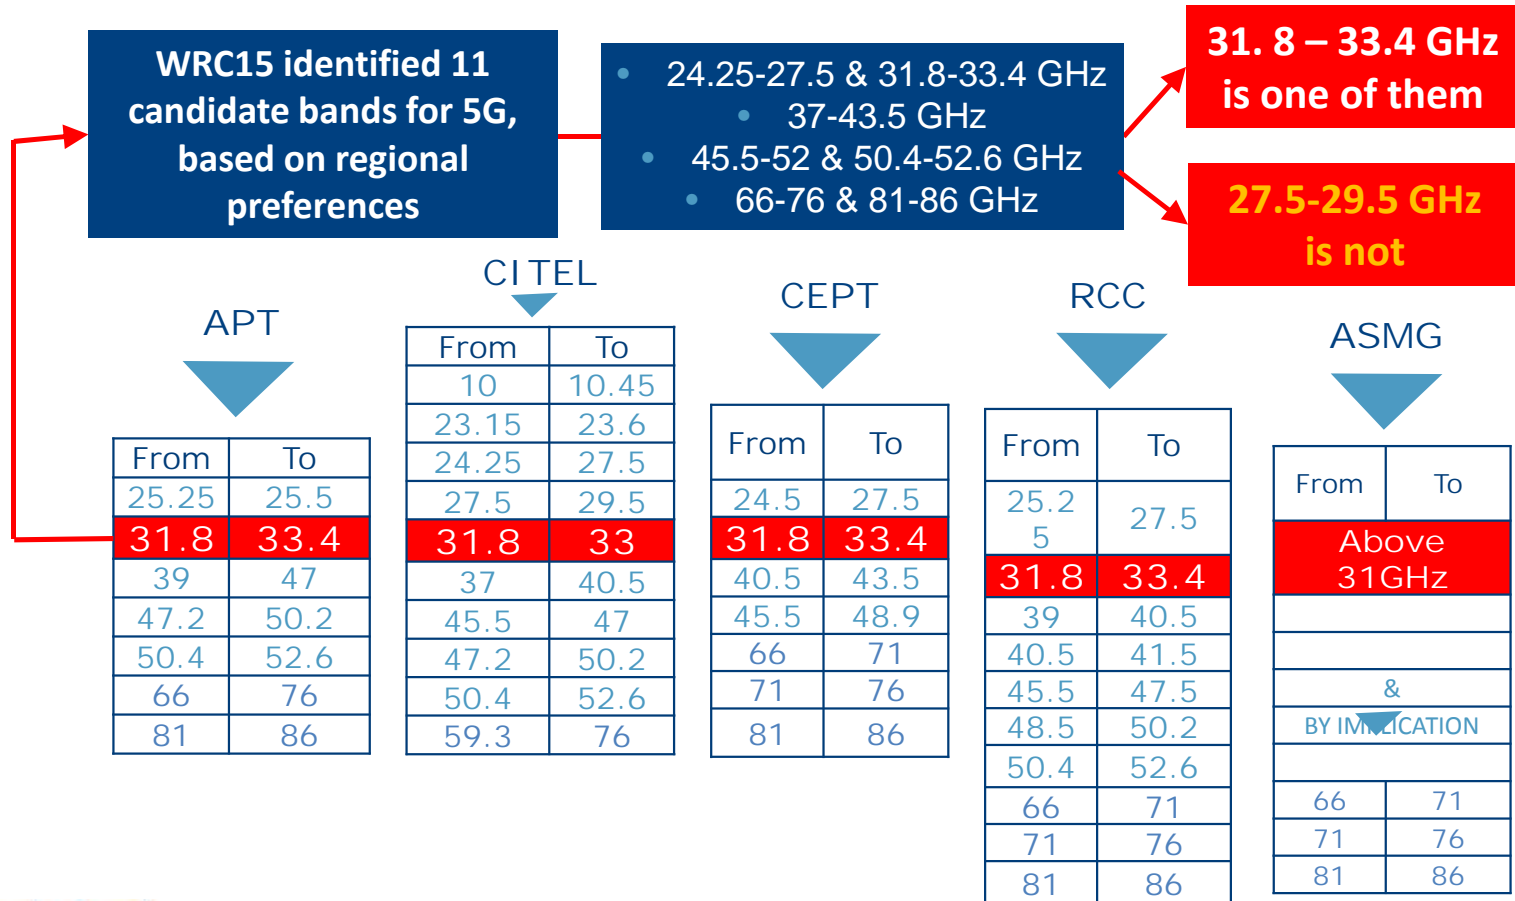 WRC15 identified 11
candidate bands for 5G,
based on regional
preferences
• 24.25-27.5 & 31.8-33.4 GHz
• 37-43.5 GHz
• 45.5-52 & 50.4-52.6 GHz
• 66-76 & 81-86 GHz
31. 8 – 33.4 GHz
is one of them
27.5-29.5 GHz
is not
APT
From To
25.25 25.5
31.8 33.4
39 47
47.2 50.2
50.4 52.6
66 76
81 86
CITEL
From To
10 10.45
23.15 23.6
24.25 27.5
27.5 29.5
31.8 33
37 40.5
45.5 47
47.2 50.2
50.4 52.6
59.3 76
CEPT
From To
24.5 27.5
31.8 33.4
40.5 43.5
45.5 48.9
66 71
71 76
81 86
RCC
From To
25.2
5 27.5
31.8 33.4
39 40.5
40.5 41.5
45.5 47.5
48.5 50.2
50.4 52.6
66 71
71 76
81 86
ASMG
From To
Above
31GHz
&
BY IMPLICATION
66 71
71 76
81 86